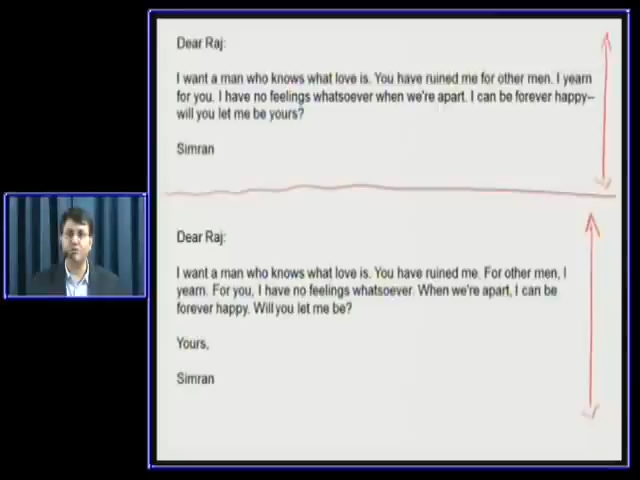 Dear Raj:
I want a man who knows what love is. You have ruined me for other men. I yearn
for you. I have no feelings whatsoever when we're apart. I can be forever happy--
will you let me be yours?
Simran
Dear Raj:
I want a man who knows what love is. You have ruined me. For other men, I
yearn. For you, I have no feelings whatsoever. When we're apart, I can be
forever happy. Will you let me be?
Yours,
Simran